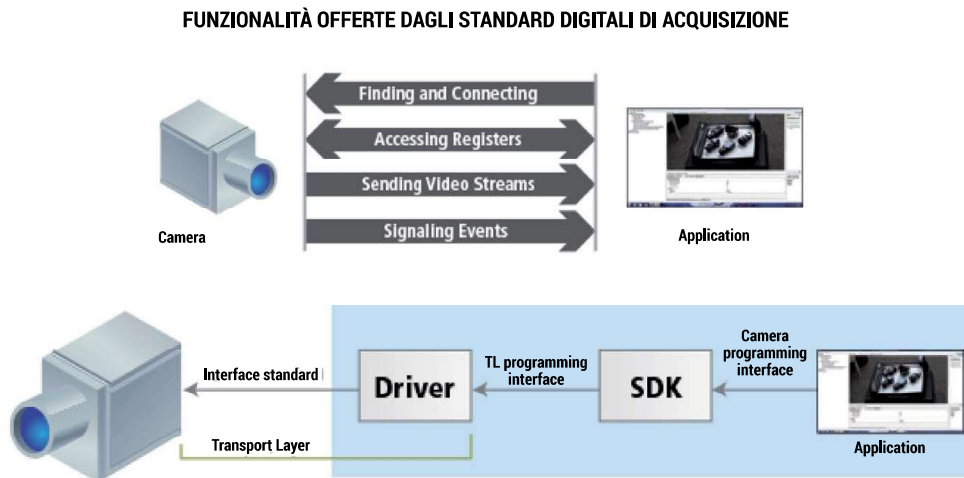 FUNZIONALITÀ OFFERTE DAGLI STANDARD DIGITALI DI ACQUISIZIONE
Finding and Connecting
Accessing Registers
Sending Video Streams
Signaling Events
Camera
Application
Interface standard
Driver
TL programming
interface
SDK
Camera
programming
interface
Transport Layer
Application